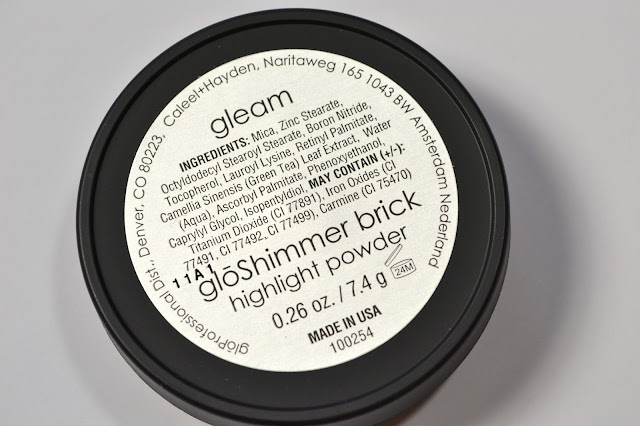 gleam
INGREDIENTS: Mica, Zinc Stearate,
Octyldodecyl Stearoyl Stearate, Boron Nitride,
Tocopherol, Lauroyl Lysine, Retinyl Palmitate,
Camellia Sinensis (Green Tea) Leaf Extract, Water
(Aqua), Ascorbyl Palmitate, Phenoxyethanol,
Caprylyl Glycol, Isopentyldiol, MAY CONTAIN (+/-):
Titanium Dioxide (CI 77891), Iron Oxides (CI
77491, CI 77492, CI 77499), Carmine (CI 75470)
11A1
glōShimmer brick
highlight powder
0.26 oz. / 7.4 g
24M
MADE IN USA
100254
glōProfessional Dist., Denver, CO 80223, Caleel+Hayden, Naritaweg 165 1043 BW Amsterdam Nederland